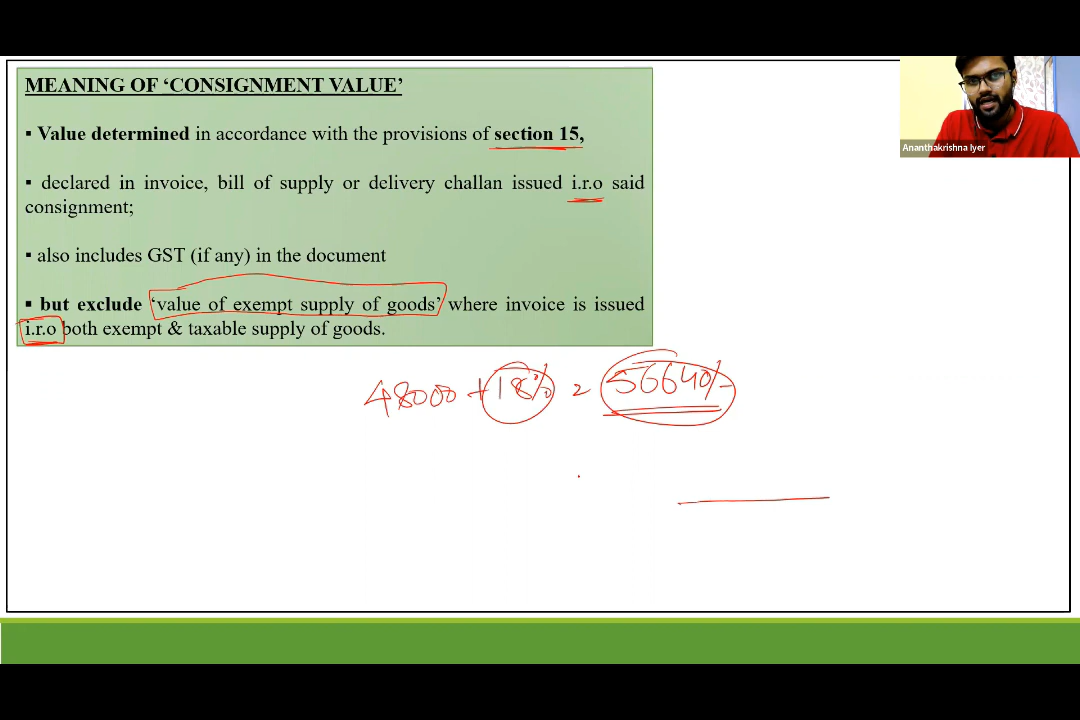 MEANING OF ‘CONSIGNMENT VALUE’
▪ Value determined in accordance with the provisions of section 15,
▪ declared in invoice, bill of supply or delivery challan issued i.r.o said
consignment;
▪ also includes GST (if any) in the document
▪ but exclude ‘value of exempt supply of goods’ where invoice is issued
i.r.o both exempt & taxable supply of goods.
48000 + 18% = 56640/-
Ananthakrishna Iyer